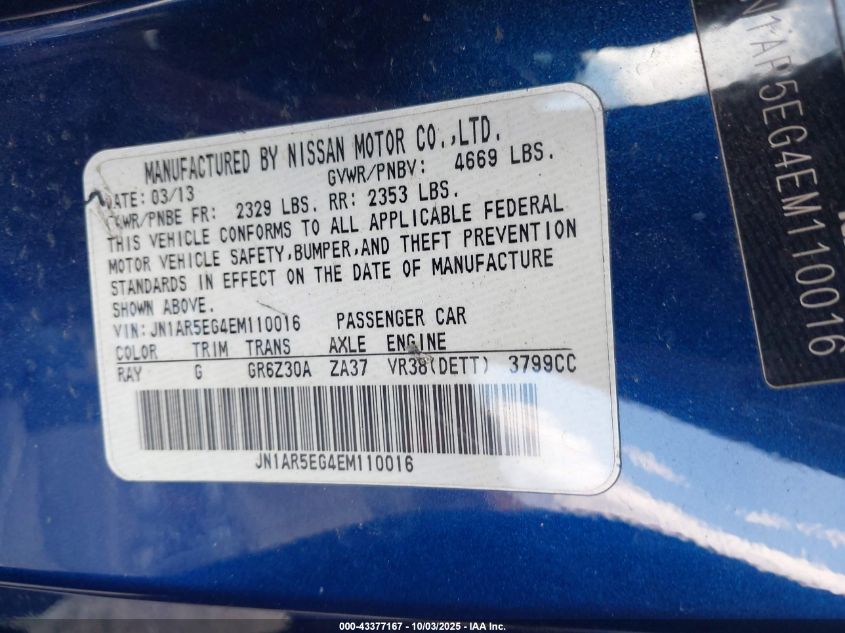 MANUFACTURED BY NISSAN MOTOR CO.,LTD.
DATE: 03/13 GVWR/PNBV: 4669 LBS.
GAWR/PNBE FR: 2329 LBS. RR: 2353 LBS.
THIS VEHICLE CONFORMS TO ALL APPLICABLE FEDERAL
MOTOR VEHICLE SAFETY,BUMPER,AND THEFT PREVENTION
STANDARDS IN EFFECT ON THE DATE OF MANUFACTURE
SHOWN ABOVE.
VIN: JN1AR5EG4EM110016 PASSENGER CAR
COLOR TRIM TRANS AXLE ENGINE
RAY G GR6Z30A ZA37 VR38(DETT) 3799CC
JN1AR5EG4EM110016
N1AR5EG4EM110016
000-43377167 - 10/03/2025 - IAA Inc.